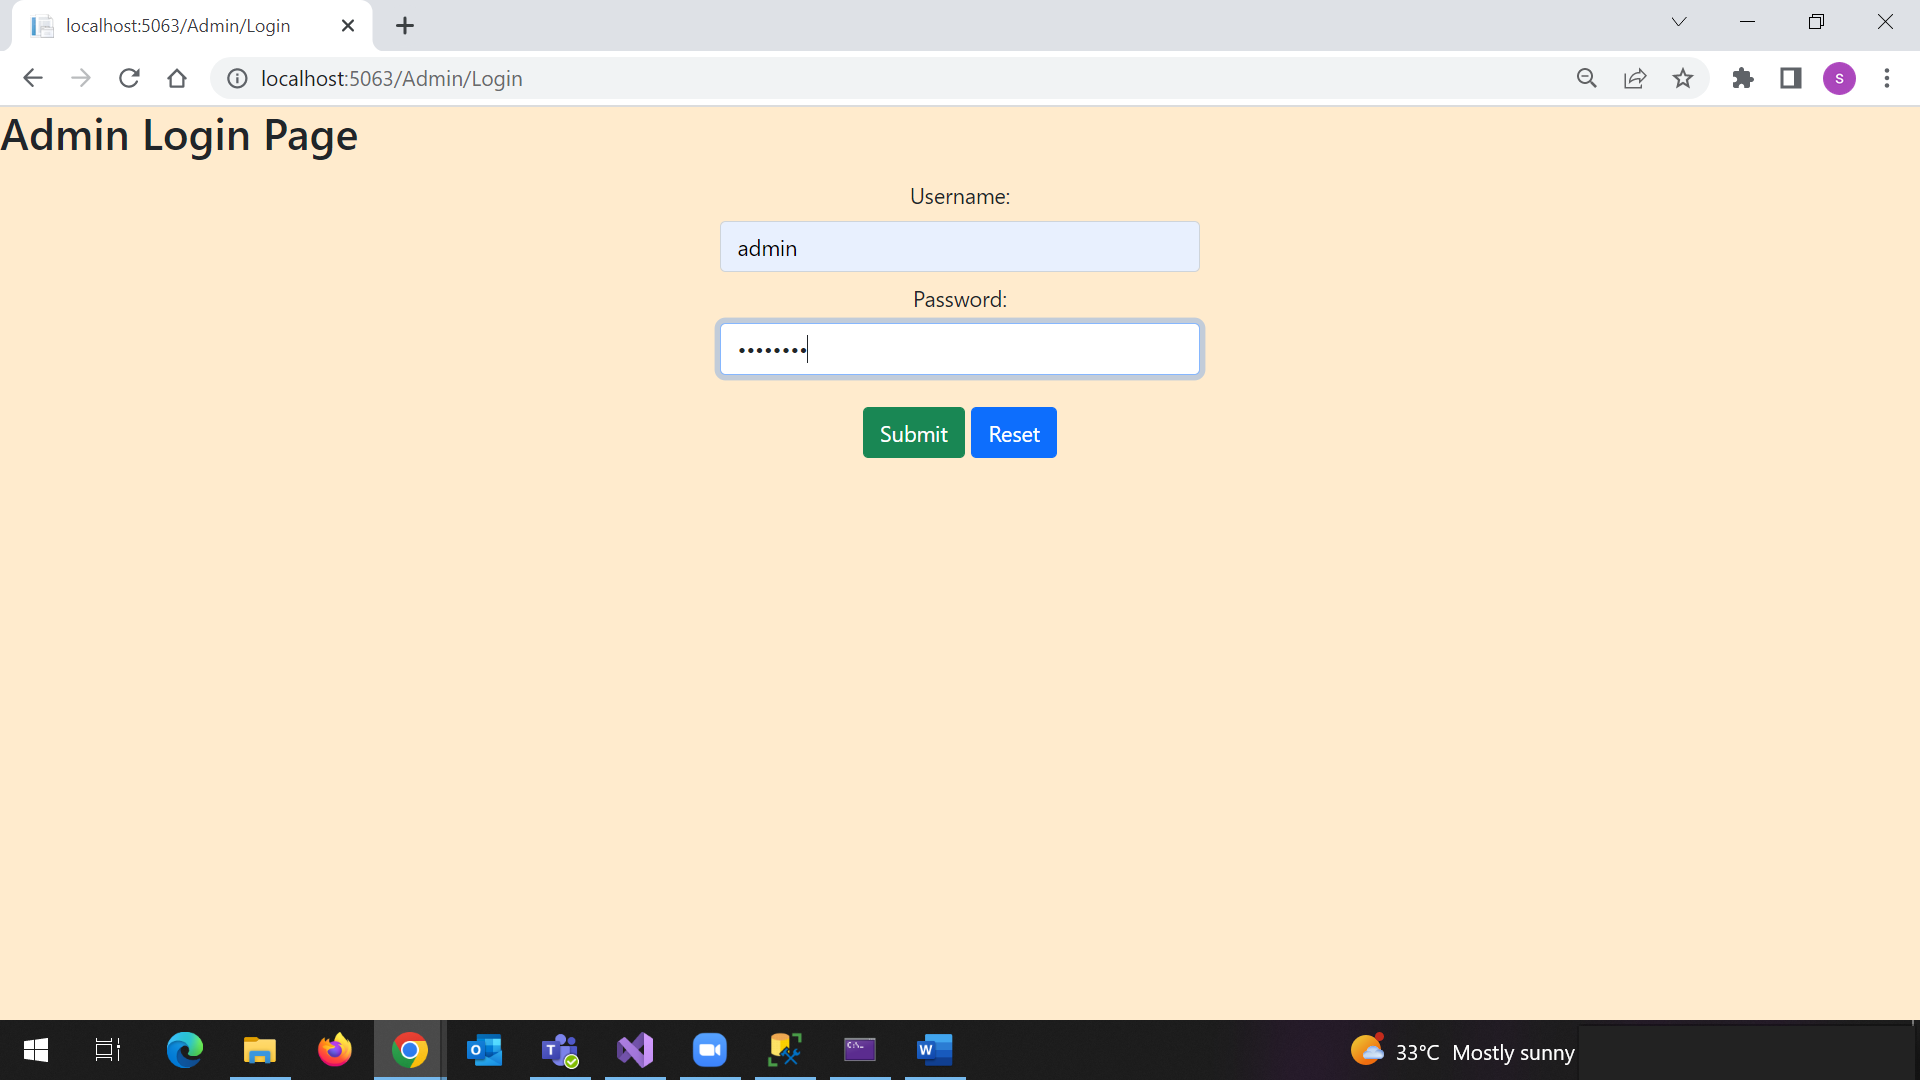 localhost:5063/Admin/Login
localhost:5063/Admin/Login
S
Admin Login Page
Username:
admin
Password:
••••••••
Submit Reset
33°C Mostly sunny